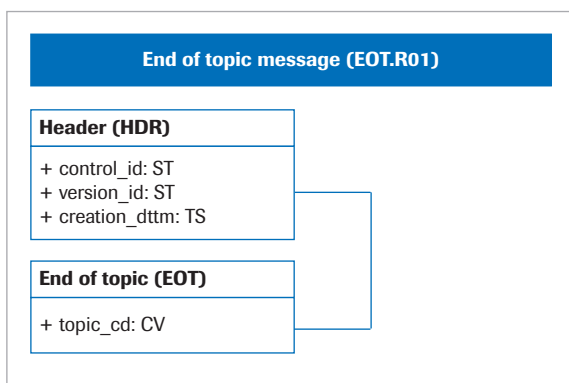 End of topic message (EOT.R01)
Header (HDR)
+ control_id: ST
+ version_id: ST
+ creation_dttm: TS
End of topic (EOT)
+ topic_cd: CV